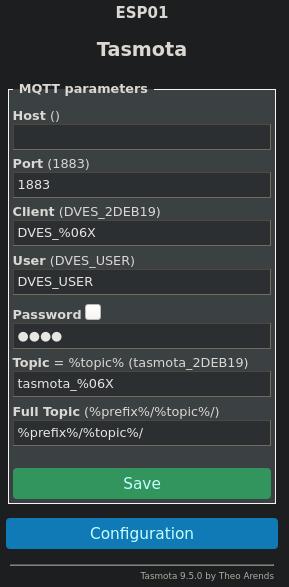 ESP01
Tasmota
MQTT parameters
Host ()
Port (1883)
1883
Client (DVES_2DEB19)
DVES_%06X
User (DVES_USER)
DVES_USER
Password
●●●●
Topic = %topic% (tasmota_2DEB19)
tasmota_%06X
Full Topic (%prefix%/%topic%/)
%prefix%/%topic%/
Save
Configuration
Tasmota 9.5.0 by Theo Arends